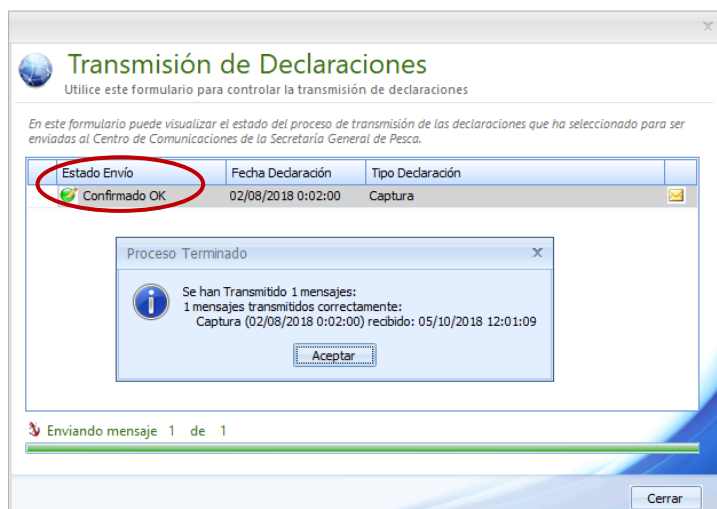 Transmisión de Declaraciones
Utilice este formulario para controlar la transmisión de declaraciones
En este formulario puede visualizar el estado del proceso de transmisión de las declaraciones que ha seleccionado para ser
enviadas al Centro de Comunicaciones de la Secretaría General de Pesca.
Estado Envío Fecha Declaración Tipo Declaración
Confirmado OK 02/08/2018 0:02:00 Captura
Proceso Terminado
Se han Transmitido 1 mensajes:
1 mensajes transmitidos correctamente:
Captura (02/08/2018 0:02:00) recibido: 05/10/2018 12:01:09
Aceptar
Enviando mensaje 1 de 1
Cerrar